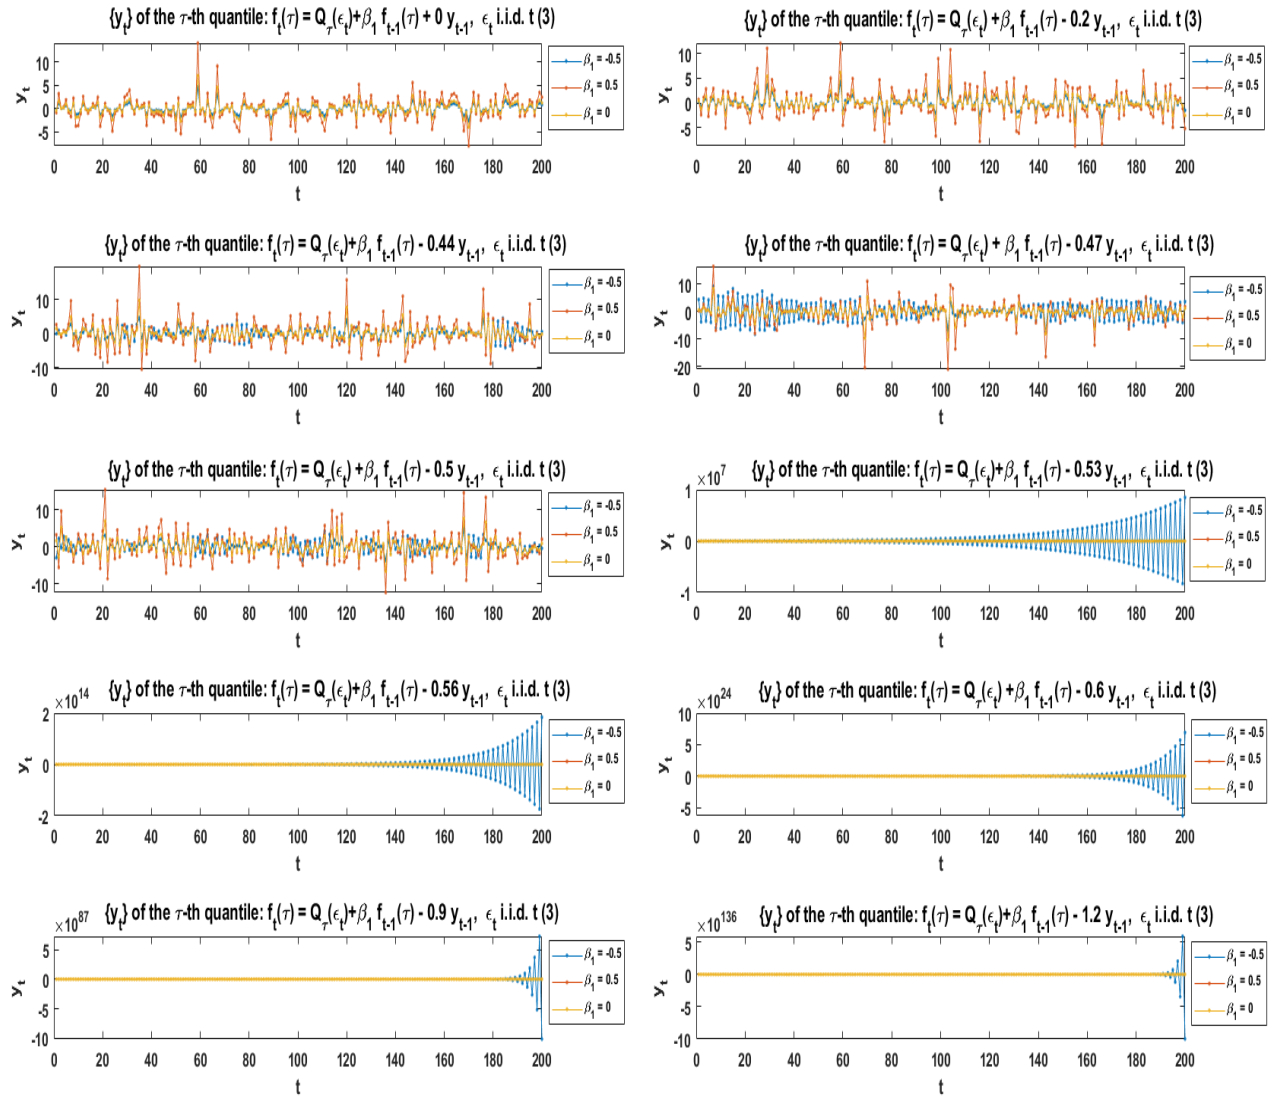 {y_t} of the τ-th quantile: f_t(τ) = Q_τ(ϵ_t)+β_1 f_{t-1}(τ) + 0 y_{t-1}, ϵ_t i.i.d. t (3)
y_t
10
5
0
-5
0 20 40 60 80 100 120 140 160 180 200
t
β_1 = -0.5
β_1 = 0.5
β_1 = 0
{y_t} of the τ-th quantile: f_t(τ) = Q_τ(ϵ_t) +β_1 f_{t-1}(τ) - 0.2 y_{t-1}, ϵ_t i.i.d. t (3)
y_t
10
5
0
-5
0 20 40 60 80 100 120 140 160 180 200
t
β_1 = -0.5
β_1 = 0.5
β_1 = 0
{y_t} of the τ-th quantile: f_t(τ) = Q_τ(ϵ_t)+β_1 f_{t-1}(τ) - 0.44 y_{t-1}, ϵ_t i.i.d. t (3)
y_t
10
0
-10
0 20 40 60 80 100 120 140 160 180 200
t
β_1 = -0.5
β_1 = 0.5
β_1 = 0
{y_t} of the τ-th quantile: f_t(τ) = Q_τ(ϵ_t) + β_1 f_{t-1}(τ) - 0.47 y_{t-1}, ϵ_t i.i.d. t (3)
y_t
10
0
-10
-20
0 20 40 60 80 100 120 140 160 180 200
t
β_1 = -0.5
β_1 = 0.5
β_1 = 0
{y_t} of the τ-th quantile: f_t(τ) = Q_τ(ϵ_t) +β_1 f_{t-1}(τ) - 0.5 y_{t-1}, ϵ_t i.i.d. t (3)
y_t
10
0
-10
0 20 40 60 80 100 120 140 160 180 200
t
β_1 = -0.5
β_1 = 0.5
β_1 = 0
{y_t} of the τ-th quantile: f_t(τ) = Q_τ(ϵ_t)+β_1 f_{t-1}(τ) - 0.53 y_{t-1}, ϵ_t i.i.d. t (3)
×10^7
y_t
1
0
-1
0 20 40 60 80 100 120 140 160 180 200
t
β_1 = -0.5
β_1 = 0.5
β_1 = 0
{y_t} of the τ-th quantile: f_t(τ) = Q_τ(ϵ_t)+β_1 f_{t-1}(τ) - 0.56 y_{t-1}, ϵ_t i.i.d. t (3)
×10^14
y_t
2
0
-2
0 20 40 60 80 100 120 140 160 180 200
t
β_1 = -0.5
β_1 = 0.5
β_1 = 0
{y_t} of the τ-th quantile: f_t(τ) = Q_τ(ϵ_t) +β_1 f_{t-1}(τ) - 0.6 y_{t-1}, ϵ_t i.i.d. t (3)
×10^24
y_t
10
5
0
-5
0 20 40 60 80 100 120 140 160 180 200
t
β_1 = -0.5
β_1 = 0.5
β_1 = 0
{y_t} of the τ-th quantile: f_t(τ) = Q_τ(ϵ_t)+β_1 f_{t-1}(τ) - 0.9 y_{t-1}, ϵ_t i.i.d. t (3)
×10^87
y_t
5
0
-5
-10
0 20 40 60 80 100 120 140 160 180 200
t
β_1 = -0.5
β_1 = 0.5
β_1 = 0
{y_t} of the τ-th quantile: f_t(τ) = Q_τ(ϵ_t)+β_1 f_{t-1}(τ) - 1.2 y_{t-1}, ϵ_t i.i.d. t (3)
×10^136
y_t
5
0
-5
-10
0 20 40 60 80 100 120 140 160 180 200
t
β_1 = -0.5
β_1 = 0.5
β_1 = 0